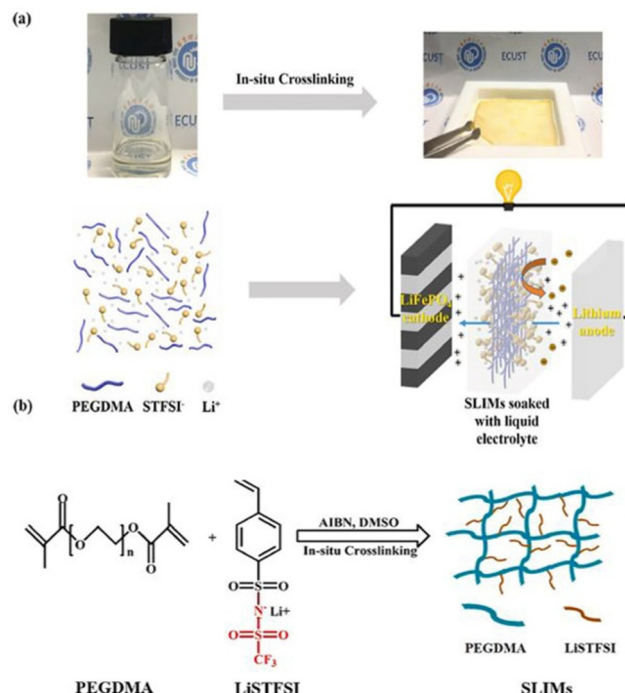 (a)
ECUST
In-situ Crosslinking
ECUST
LiFePO₄
cathode
Lithium
anode
PEGDMA
STFSI⁻
Li⁺
SLIMs soaked
with liquid
electrolyte
(b)
O
O
O
n
O
O
+
O=S=O
N⁻ Li+
O=S=O
CF₃
AIBN, DMSO
In-situ Crosslinking
PEGDMA
LiSTFSI
PEGDMA
LiSTFSI
SLIMs